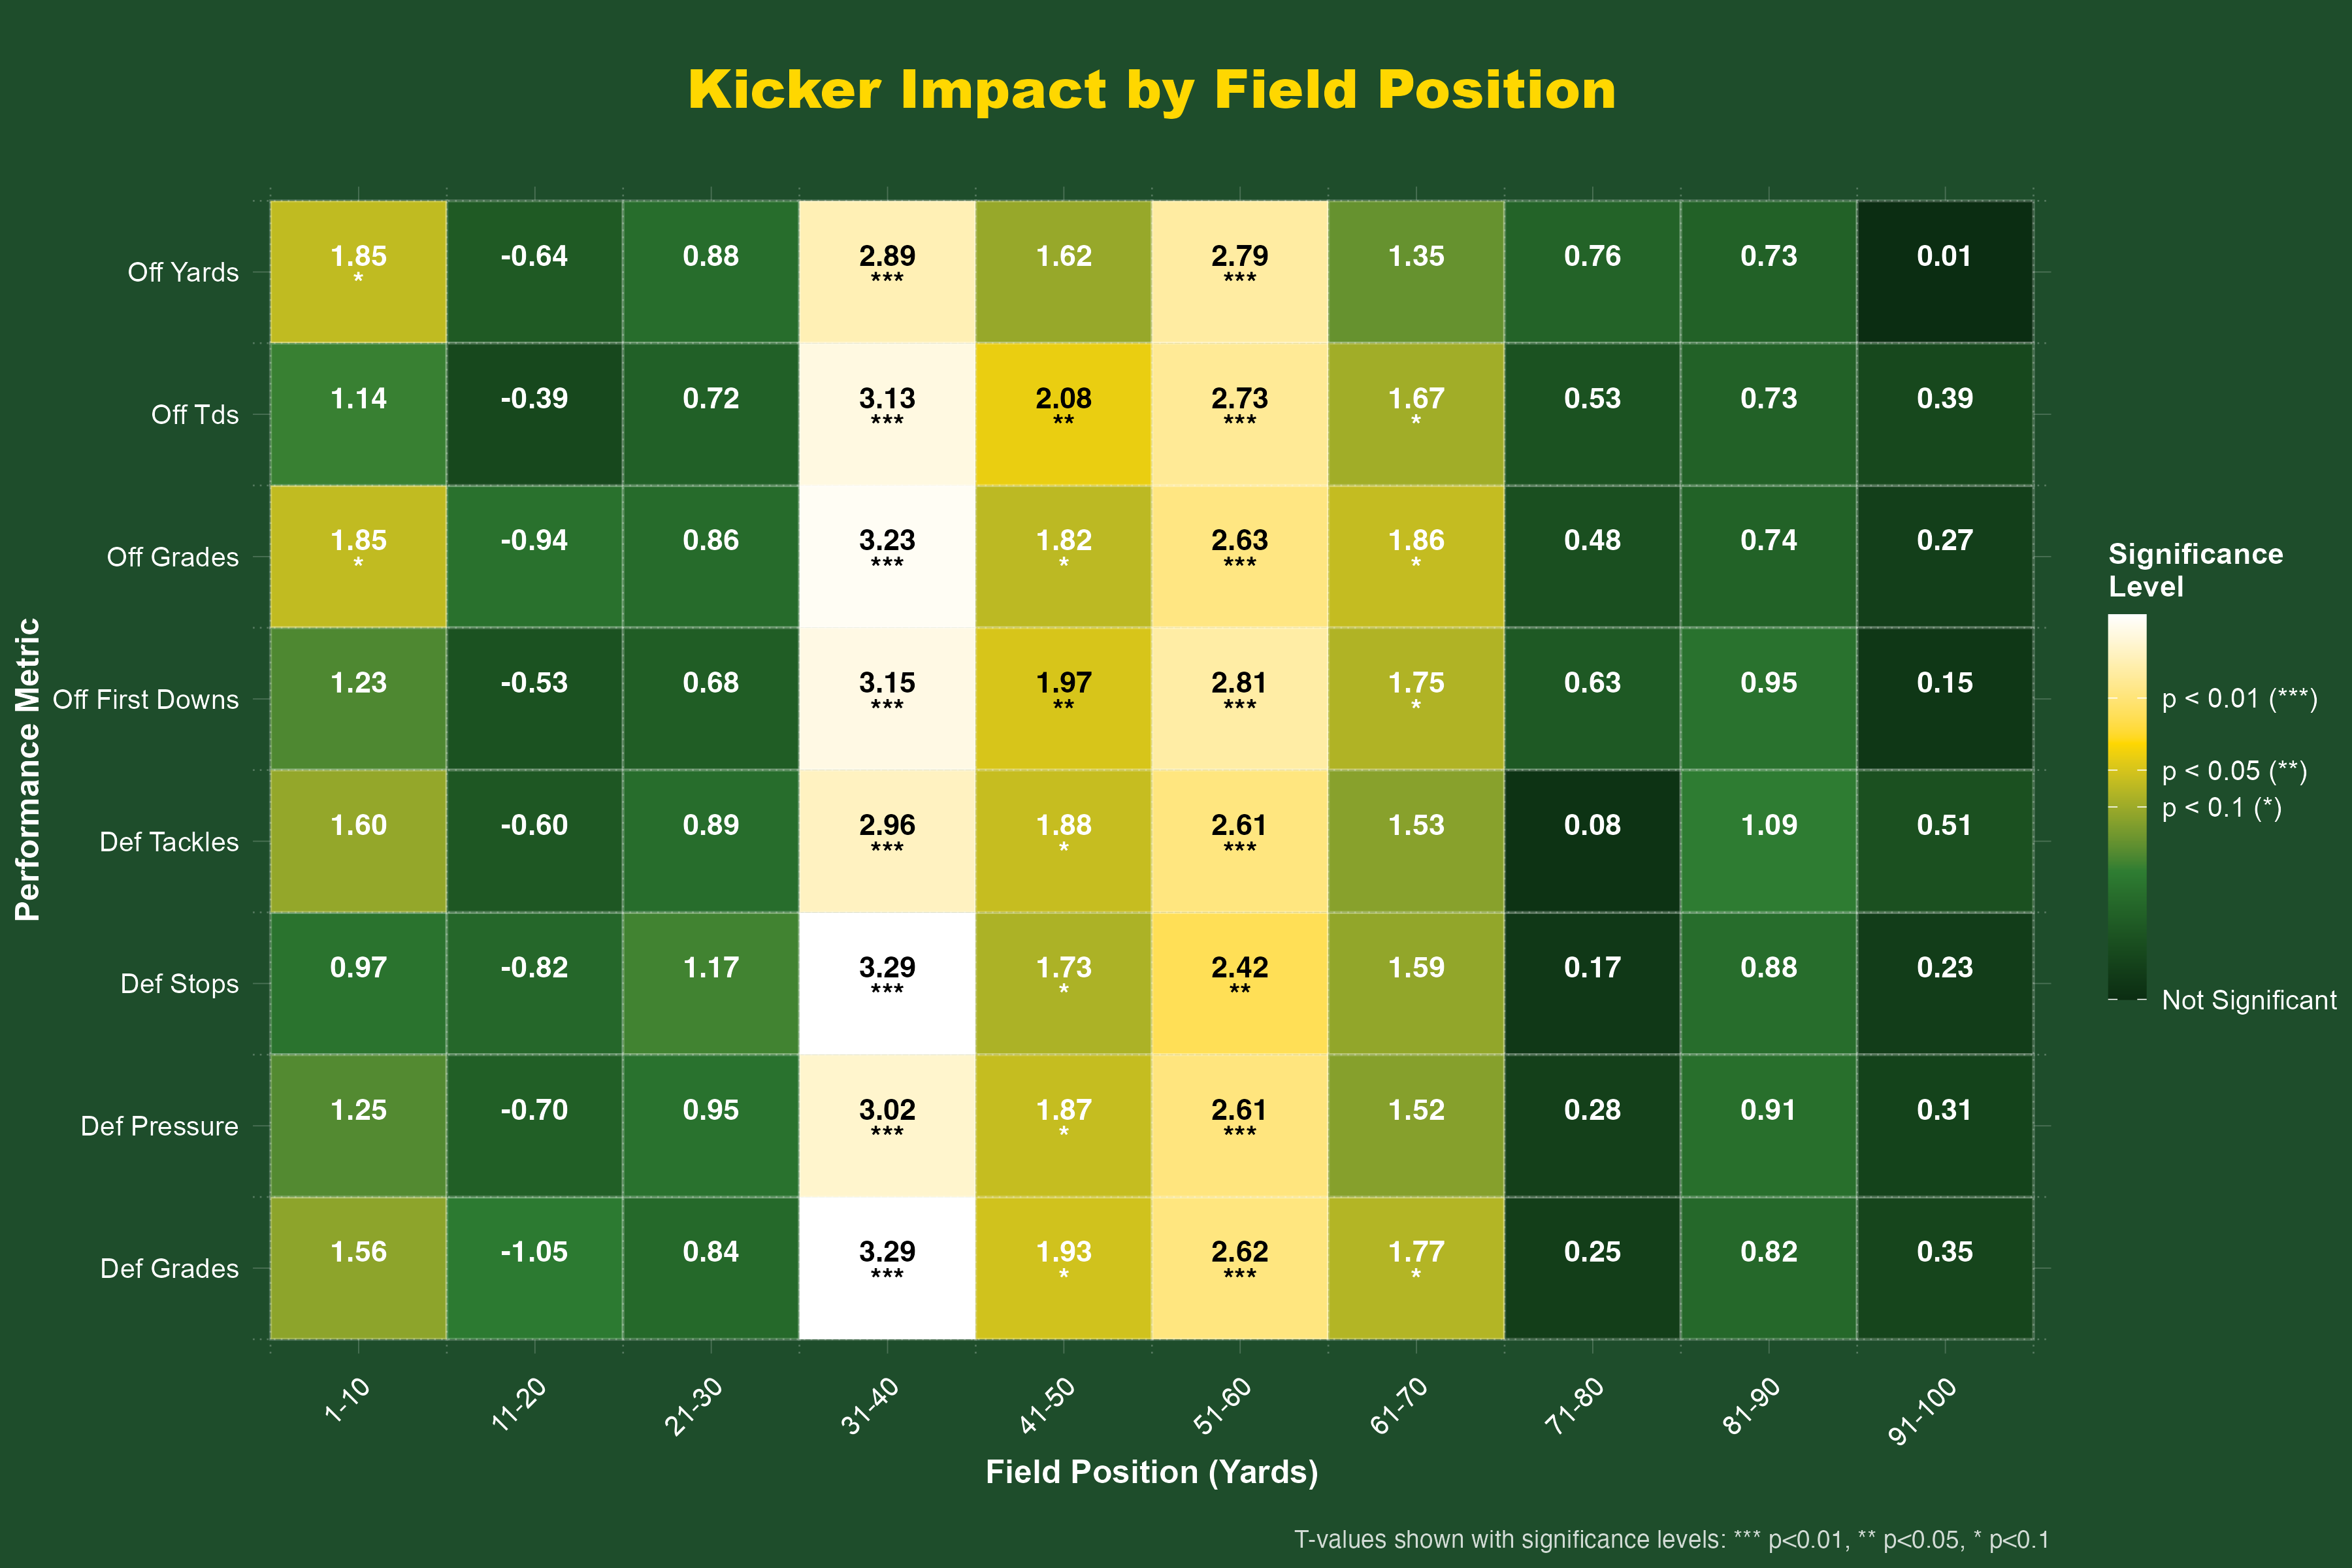 Kicker Impact by Field Position
Off Yards 1.85 -0.64 0.88 2.89 1.62 2.79 1.35 0.76 0.73 0.01
* *** ***
Off Tds 1.14 -0.39 0.72 3.13 2.08 2.73 1.67 0.53 0.73 0.39
*** ** *** *
Off Grades 1.85 -0.94 0.86 3.23 1.82 2.63 1.86 0.48 0.74 0.27
* *** * *** *
Off First Downs 1.23 -0.53 0.68 3.15 1.97 2.81 1.75 0.63 0.95 0.15
*** ** *** *
Def Tackles 1.60 -0.60 0.89 2.96 1.88 2.61 1.53 0.08 1.09 0.51
*** * ***
Def Stops 0.97 -0.82 1.17 3.29 1.73 2.42 1.59 0.17 0.88 0.23
*** * **
Def Pressure 1.25 -0.70 0.95 3.02 1.87 2.61 1.52 0.28 0.91 0.31
*** * ***
Def Grades 1.56 -1.05 0.84 3.29 1.93 2.62 1.77 0.25 0.82 0.35
*** * *** *
1-10 11-20 21-30 31-40 41-50 51-60 61-70 71-80 81-90 91-100
Field Position (Yards)
Performance Metric
Significance
Level
p < 0.01 (***)
p < 0.05 (**)
p < 0.1 (*)
Not Significant
T-values shown with significance levels: *** p<0.01, ** p<0.05, * p<0.1